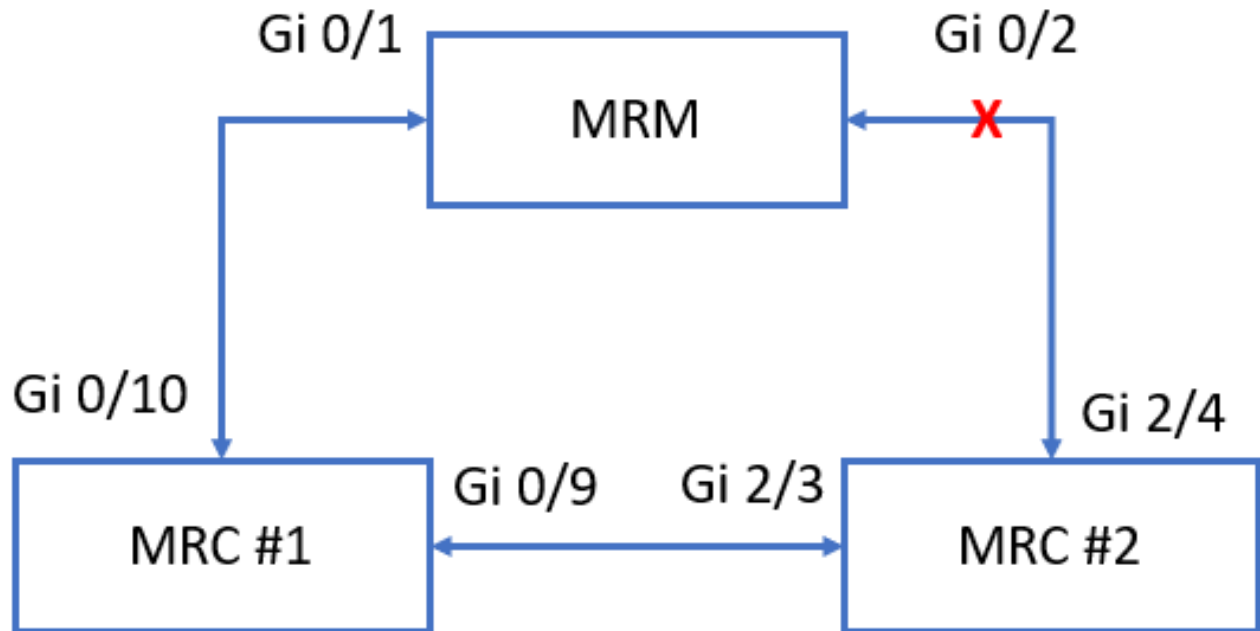 Gi 0/1
Gi 0/2
MRM
X
Gi 0/10
Gi 2/4
Gi 0/9
Gi 2/3
MRC #1
MRC #2